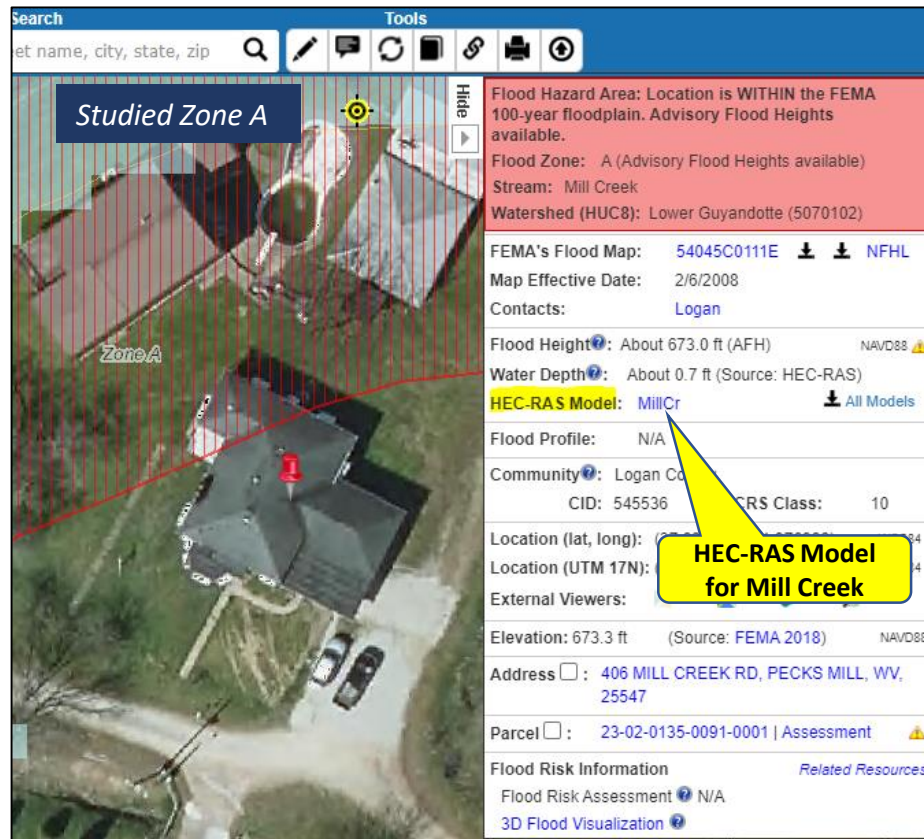 Search
Tools
et name, city, state, zip
Studied Zone A
Hide
Zone A
Flood Hazard Area: Location is WITHIN the FEMA
100-year floodplain. Advisory Flood Heights
available.
Flood Zone: A (Advisory Flood Heights available)
Stream: Mill Creek
Watershed (HUC8): Lower Guyandotte (5070102)
FEMA's Flood Map: 54045C0111E NFHL
Map Effective Date: 2/6/2008
Contacts: Logan
Flood Height?: About 673.0 ft (AFH) NAVD88
Water Depth?: About 0.7 ft (Source: HEC-RAS)
HEC-RAS Model: MillCr All Models
Flood Profile: N/A
Community?: Logan
CID: 545536 CRS Class: 10
Location (lat, long):
Location (UTM 17N):
External Viewers:
HEC-RAS Model
for Mill Creek
Elevation: 673.3 ft (Source: FEMA 2018) NAVD88
Address : 406 MILL CREEK RD, PECKS MILL, WV,
25547
Parcel : 23-02-0135-0091-0001 | Assessment
Flood Risk Information Related Resources
Flood Risk Assessment ? N/A
3D Flood Visualization ?